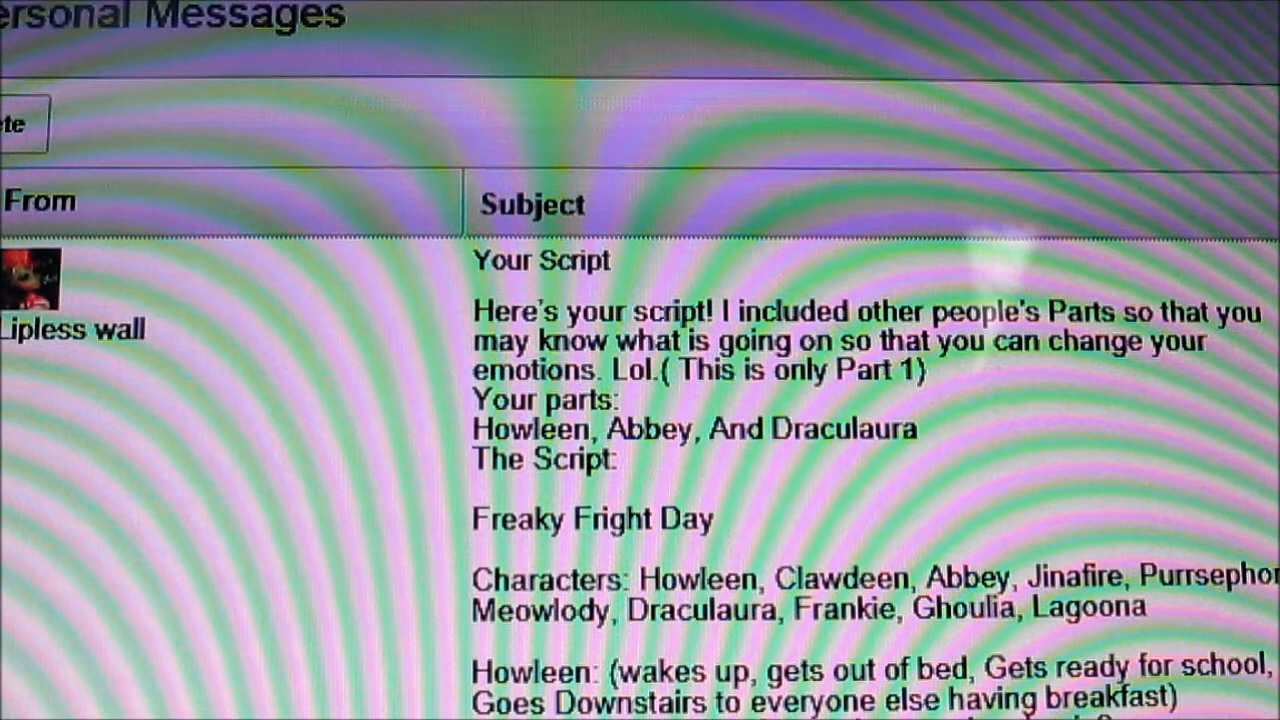 ersonal Messages
te
From
Subject
Your Script
Here's your script! I included other people's Parts so that you
may know what is going on so that you can change your
emotions. Lol.( This is only Part 1)
Your parts:
Howleen, Abbey, And Draculaura
The Script:
Freaky Fright Day
Characters: Howleen, Clawdeen, Abbey, Jinafire, Purrsephon
Meowlody, Draculaura, Frankie, Ghoulia, Lagoona
Howleen: (wakes up, gets out of bed, Gets ready for school,
Goes Downstairs to everyone else having breakfast)
Lipless wall